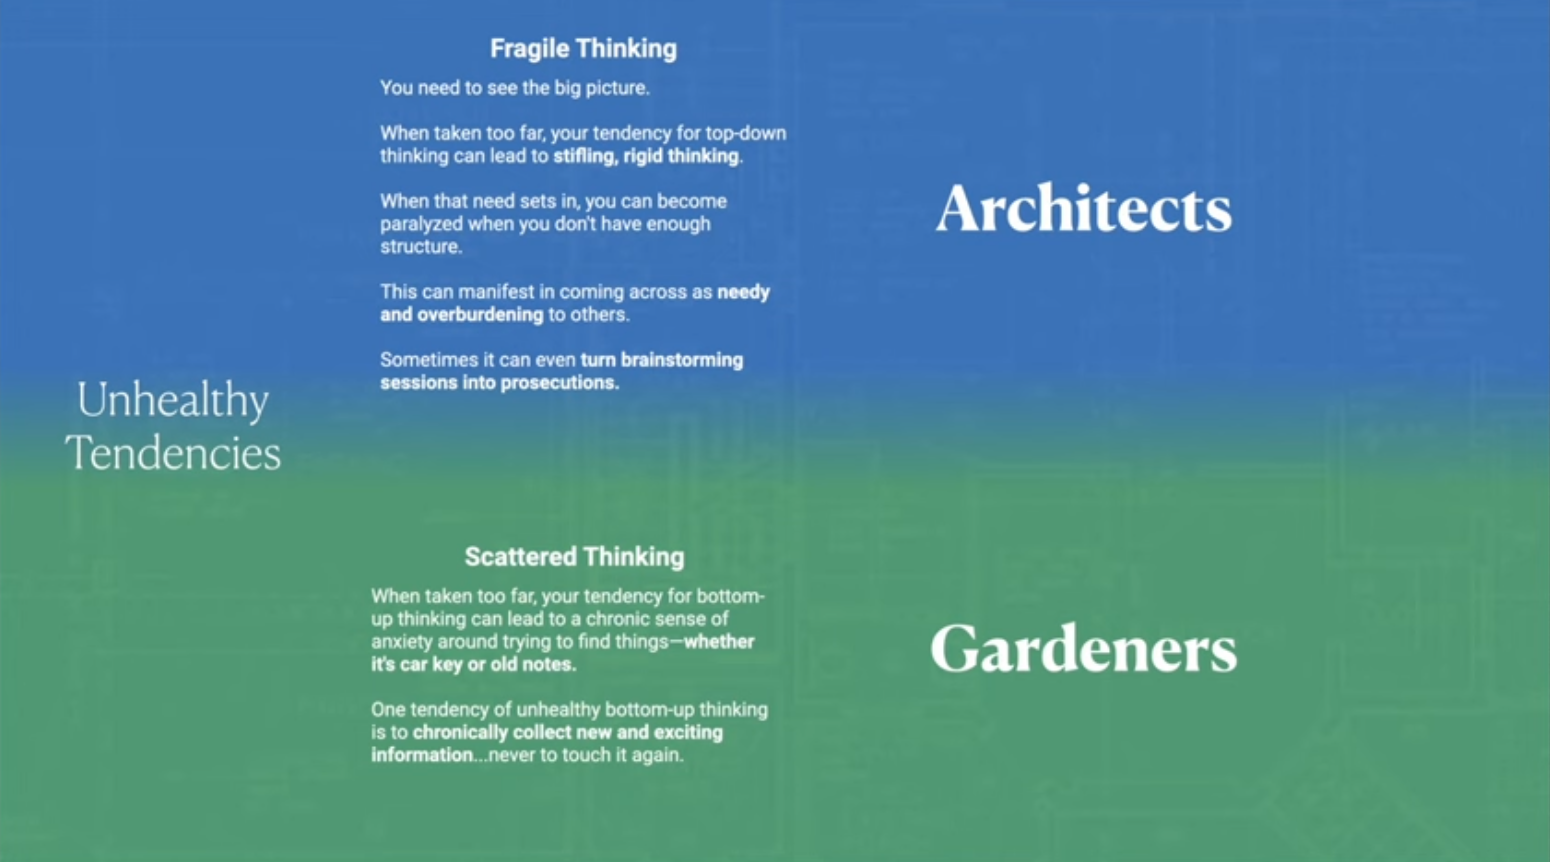 Fragile Thinking
You need to see the big picture.
When taken too far, your tendency for top-down
thinking can lead to stifling, rigid thinking.
When that need sets in, you can become
paralyzed when you don't have enough
structure.
This can manifest in coming across as needy
and overburdening to others.
Sometimes it can even turn brainstorming
sessions into prosecutions.
Architects
Unhealthy
Tendencies
Scattered Thinking
When taken too far, your tendency for bottom-
up thinking can lead to a chronic sense of
anxiety around trying to find things—whether
it's car key or old notes.
One tendency of unhealthy bottom-up thinking
is to chronically collect new and exciting
information...never to touch it again.
Gardeners